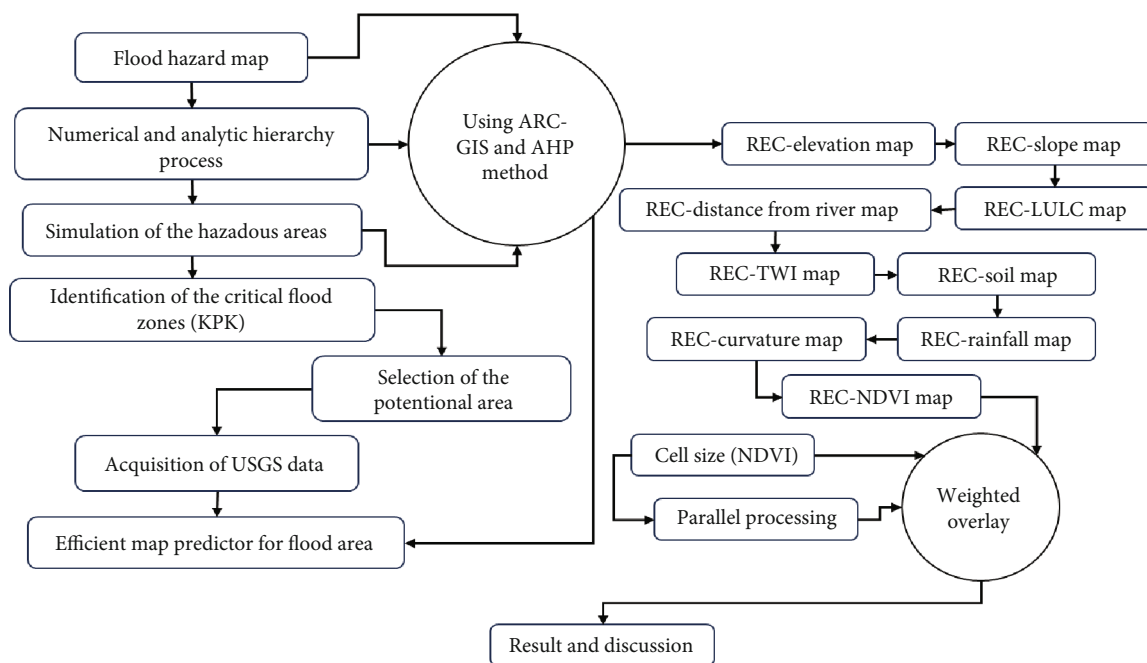 Flood hazard map
Numerical and analytic hierarchy
process
Simulation of the hazadous areas
Identification of the critical flood
zones (KPK)
Selection of the
potentional area
Acquisition of USGS data
Efficient map predictor for flood area
Using ARC-
GIS and AHP
method
REC-elevation map
REC-slope map
REC-distance from river map
REC-LULC map
REC-TWI map
REC-soil map
REC-curvature map
REC-rainfall map
REC-NDVI map
Cell size (NDVI)
Parallel processing
Weighted
overlay
Result and discussion